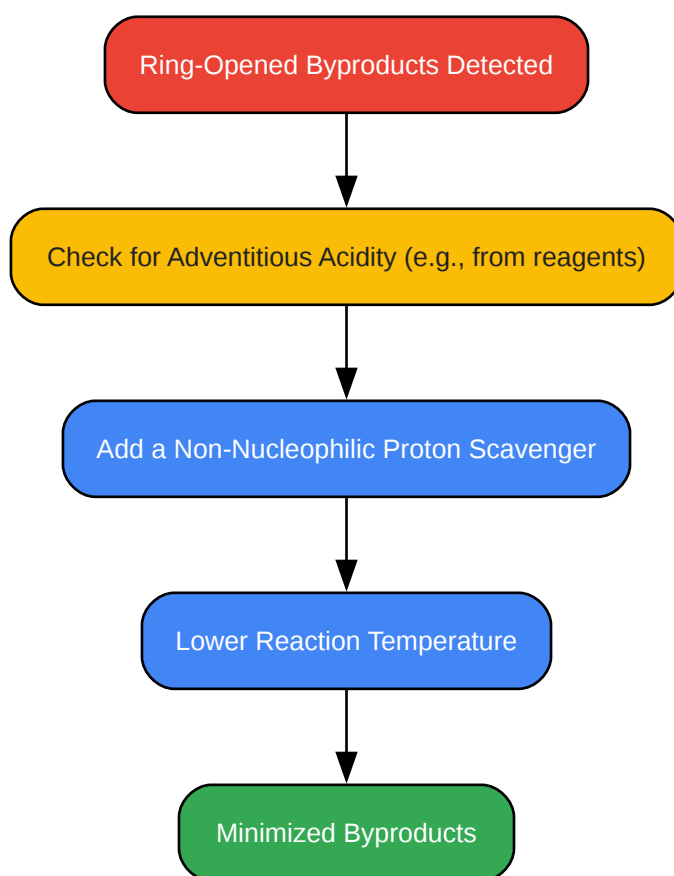 Ring-Opened Byproducts Detected
Check for Adventitious Acidity (e.g., from reagents)
Add a Non-Nucleophilic Proton Scavenger
Lower Reaction Temperature
Minimized Byproducts